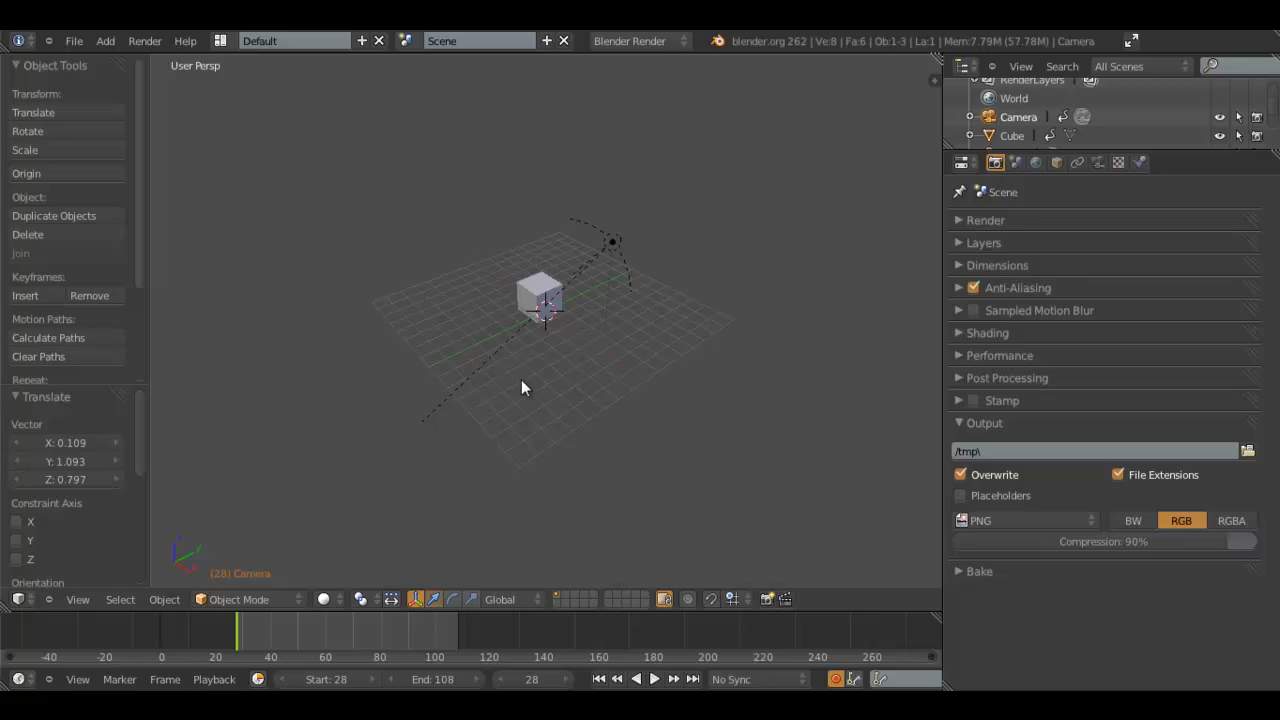 File Add Render Help Default Scene Blender Render blender.org 262 | Ve:8 | Fa:6 | Ob:1-3 | La:1 | Mem:7.79M (57.78M) | Camera
Object Tools
User Persp
View Search All Scenes
RenderLayers
World
Camera
Cube
Transform:
Translate
Rotate
Scale
Origin
Object:
Duplicate Objects
Delete
Join
Keyframes:
Insert Remove
Motion Paths:
Calculate Paths
Clear Paths
Repeat:
Translate
Vector
X: 0.109
Y: 1.093
Z: 0.797
Constraint Axis
X
Y
Z
Orientation
(28) Camera
Scene
Render
Layers
Dimensions
Anti-Aliasing
Sampled Motion Blur
Shading
Performance
Post Processing
Stamp
Output
/tmp\
Overwrite File Extensions
Placeholders
PNG BW RGB RGBA
Compression: 90%
Bake
View Select Object Object Mode Global
-40 -20 0 20 40 60 80 100 120 140 160 180 200 220 240 260
View Marker Frame Playback Start: 28 End: 108 28 No Sync